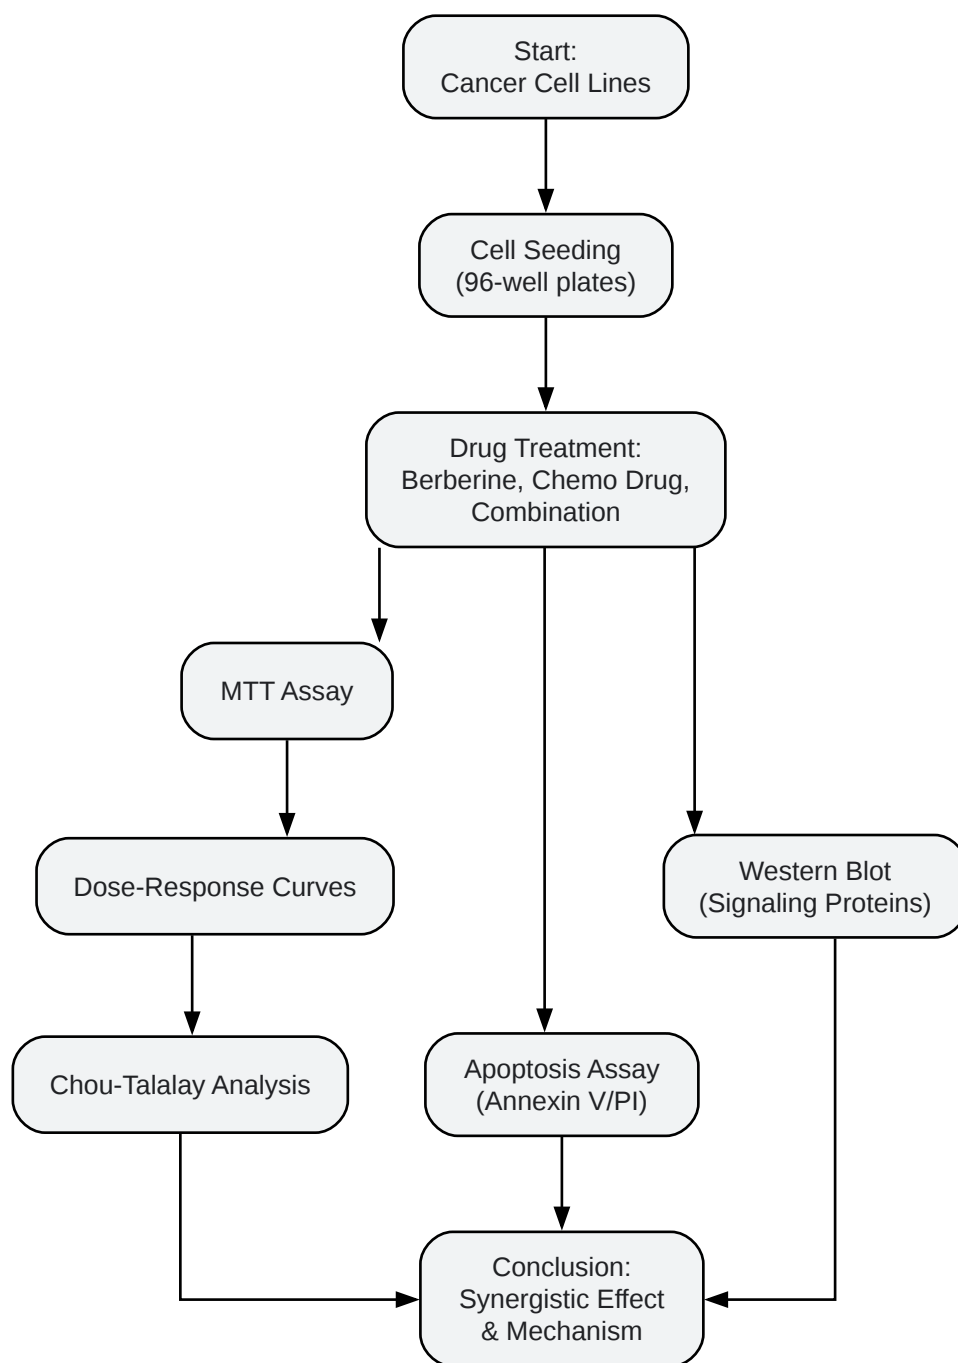 Start:
Cancer Cell Lines
Cell Seeding
(96-well plates)
Drug Treatment:
Berberine, Chemo Drug,
Combination
MTT Assay
Dose-Response Curves
Western Blot
(Signaling Proteins)
Chou-Talalay Analysis
Apoptosis Assay
(Annexin V/PI)
Conclusion:
Synergistic Effect
& Mechanism